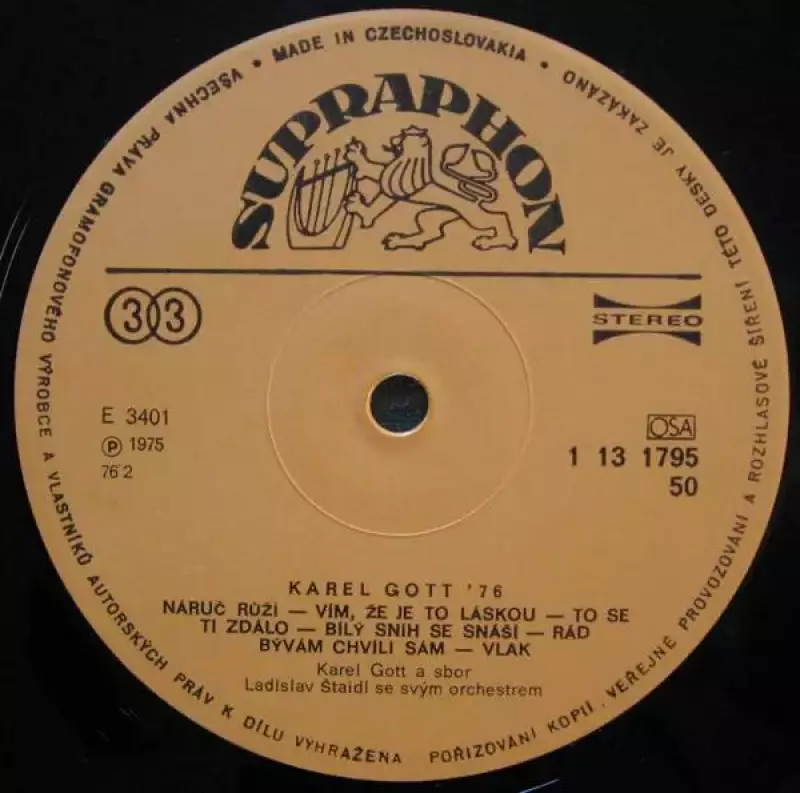 VŠECHNA PRÁVA GRAMOFONOVÉHO VÝROBCE A VLASTNÍKŮ AUTORSKÝCH PRÁV K DÍLU VYHRAŽENA
POŘIZOVÁNÍ KOPIÍ, VEŘEJNÉ PROVOZOVÁNÍ A ROZHLASOVÉ ŠÍŘENÍ TÉTO DESKY JE ZAKÁZÁNO
• MADE IN CZECHOSLOVAKIA •
SUPRAPHON
33
STEREO
E 3401
Ⓟ 1975
76 2
OSA
1 13 1795
50
KAREL GOTT '76
NÁRUČ RŮŽÍ — VÍM, ŽE JE TO LÁSKOU — TO SE
TI ZDÁLO — BÍLÝ SNÍH SE SNÁŠÍ — RÁD
BÝVÁM CHVÍLI SÁM — VLAK
Karel Gott a sbor
Ladislav Štaidl se svým orchestrem